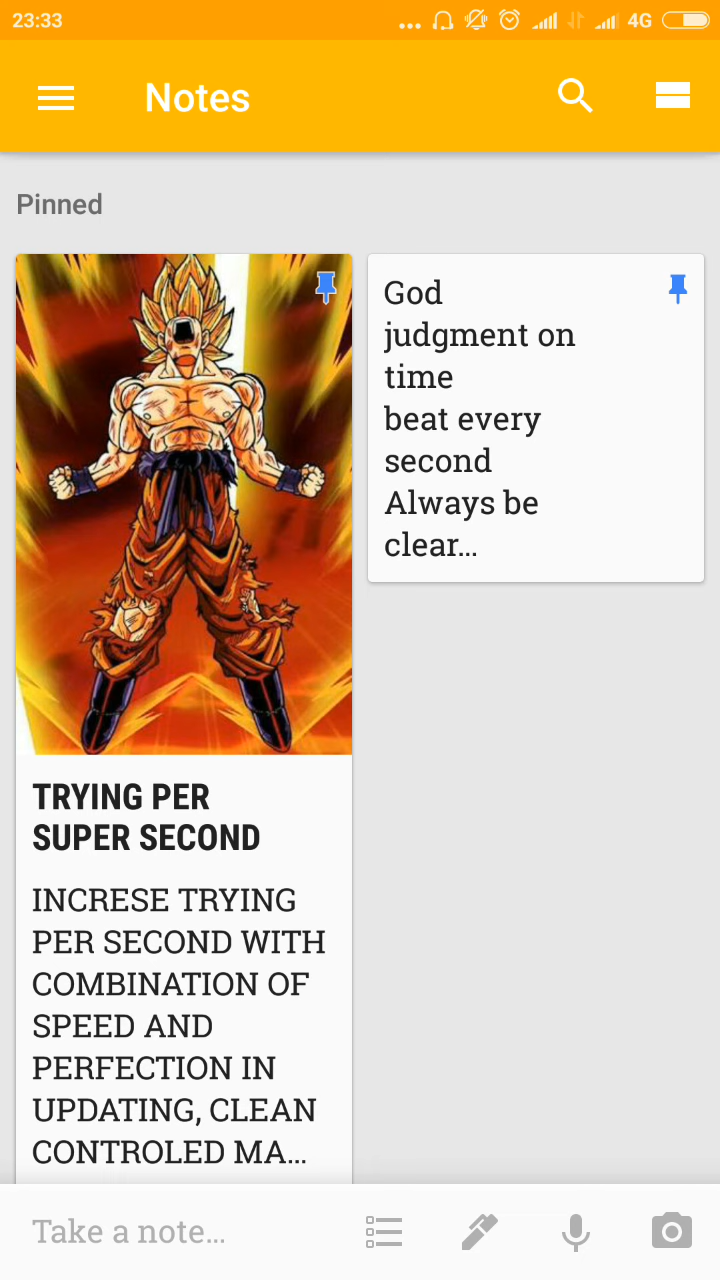 23:33
4G
Notes
Pinned
TRYING PER
SUPER SECOND
INCRESE TRYING
PER SECOND WITH
COMBINATION OF
SPEED AND
PERFECTION IN
UPDATING, CLEAN
CONTROLED MA...
God
judgment on
time
beat every
second
Always be
clear...
Take a note...